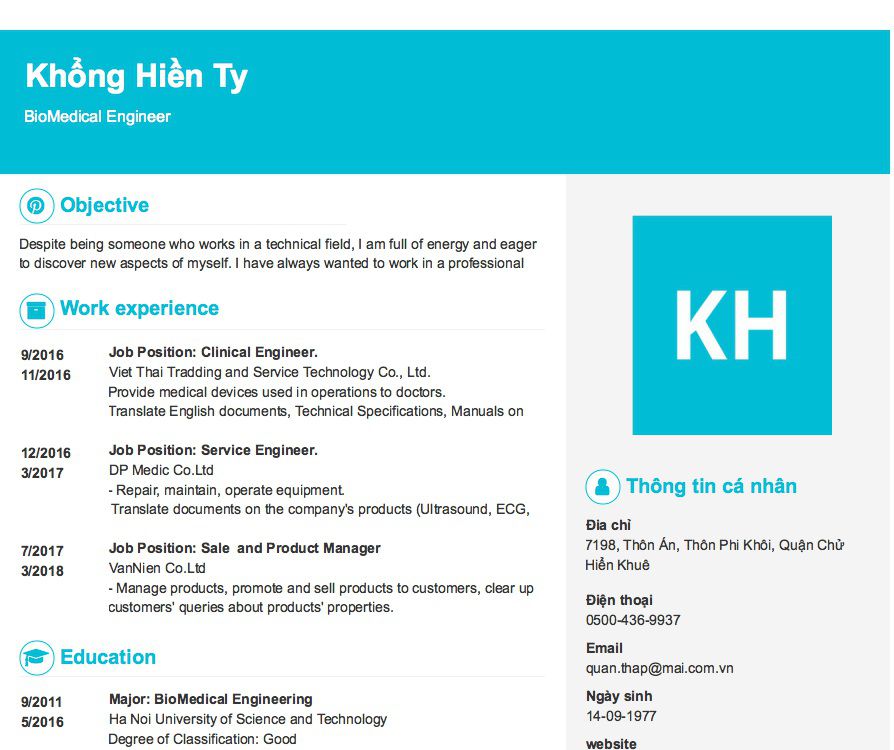 Khổng Hiền Ty
BioMedical Engineer
Objective
Despite being someone who works in a technical field, I am full of energy and eager
to discover new aspects of myself. I have always wanted to work in a professional
Work experience
9/2016
11/2016
Job Position: Clinical Engineer.
Viet Thai Tradding and Service Technology Co., Ltd.
Provide medical devices used in operations to doctors.
Translate English documents, Technical Specifications, Manuals on
12/2016
3/2017
Job Position: Service Engineer.
DP Medic Co.Ltd
- Repair, maintain, operate equipment.
Translate documents on the company's products (Ultrasound, ECG,
7/2017
3/2018
Job Position: Sale and Product Manager
VanNien Co.Ltd
- Manage products, promote and sell products to customers, clear up
customers' queries about products' properties.
Education
9/2011
5/2016
Major: BioMedical Engineering
Ha Noi University of Science and Technology
Degree of Classification: Good
KH
Thông tin cá nhân
Địa chỉ
7198, Thôn Án, Thôn Phi Khôi, Quận Chử
Hiển Khuê
Điện thoại
0500-436-9937
Email
quan.thap@mai.com.vn
Ngày sinh
14-09-1977
website